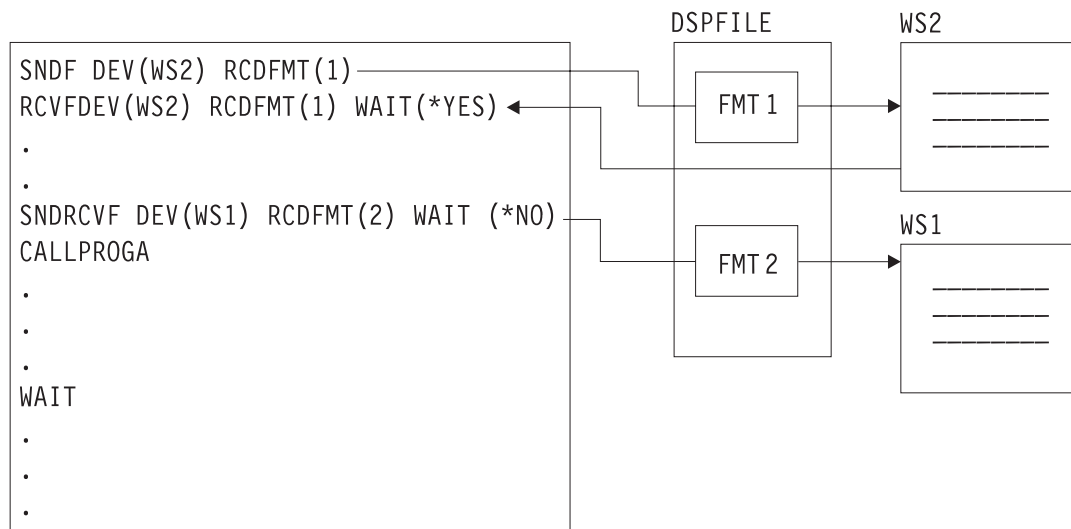 SNDF DEV(WS2) RCDFMT(1)
RCVFDEV(WS2) RCDFMT(1) WAIT(*YES)
.
.
SNDRCVF DEV(WS1) RCDFMT(2) WAIT (*NO)
CALLPROGA
.
.
.
WAIT
.
.
.
DSPFILE
FMT 1
FMT 2
WS2
WS1